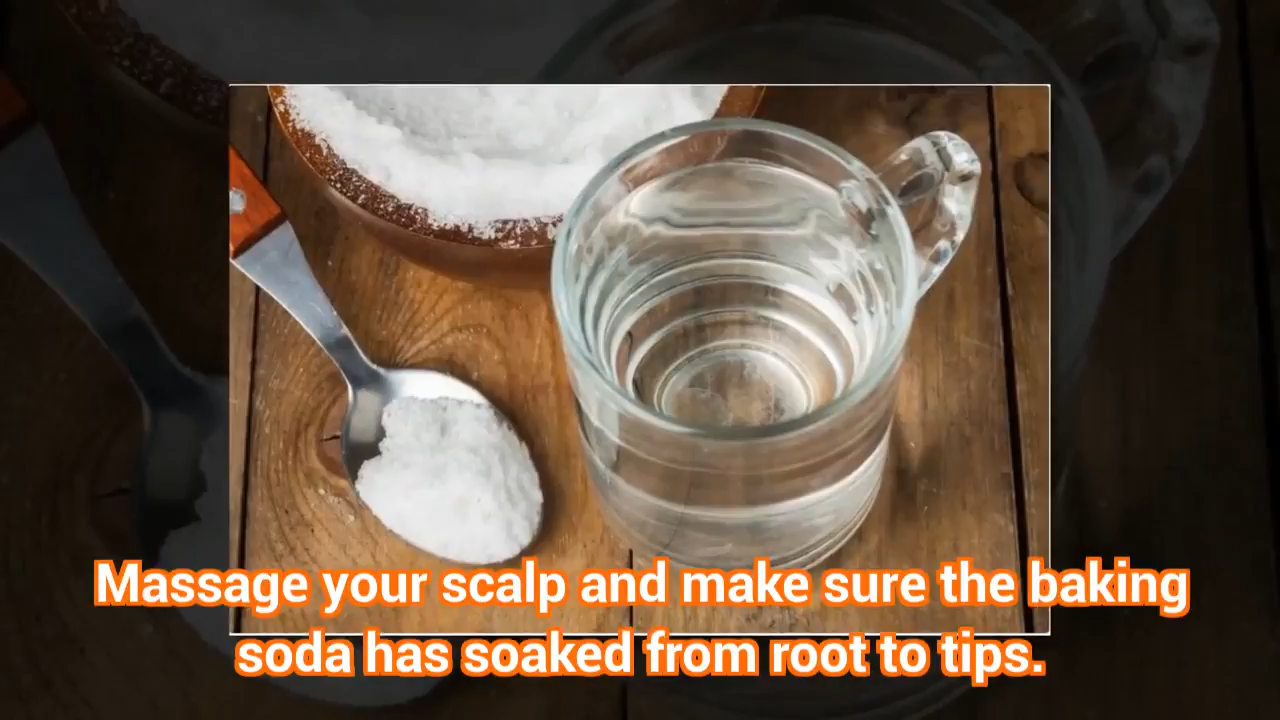 Massage your scalp and make sure the baking
soda has soaked from root to tips.